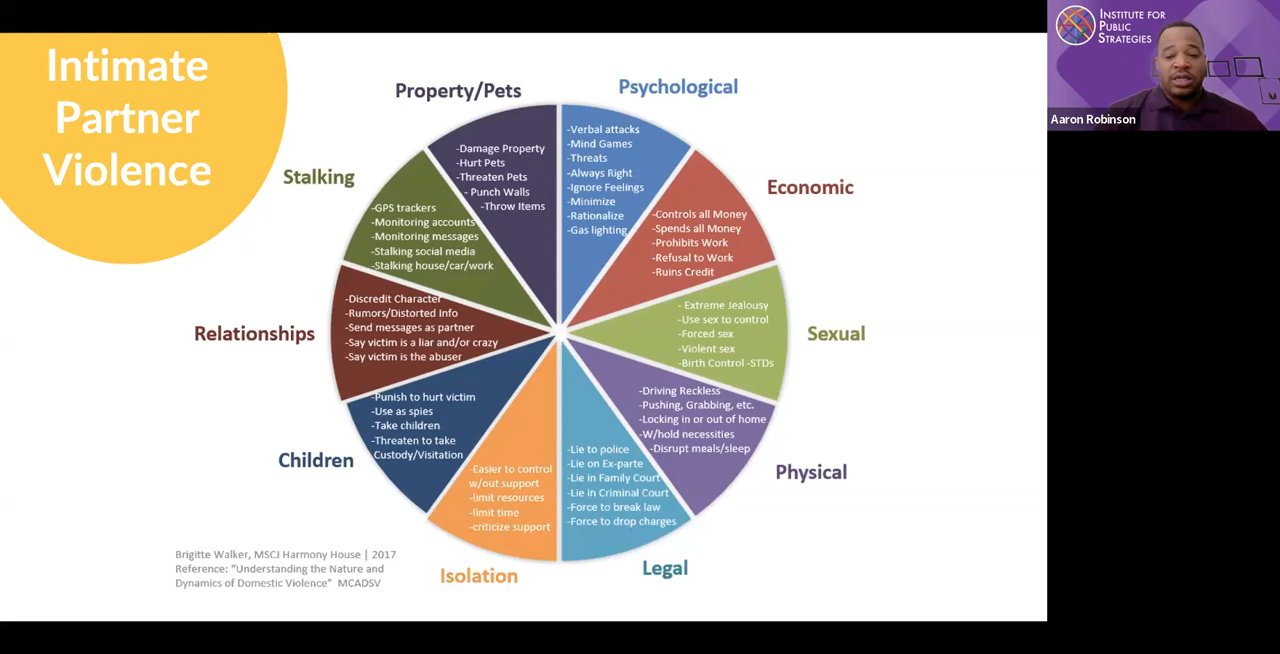 Intimate
Partner
Violence
Property/Pets
-Damage Property
-Hurt Pets
-Threaten Pets
- Punch Walls
-Throw Items
Psychological
-Verbal attacks
-Mind Games
-Threats
-Always Right
-Ignore Feelings
-Minimize
-Rationalize
-Gas lighting
Economic
-Controls all Money
-Spends all Money
-Prohibits Work
-Refusal to Work
-Ruins Credit
Sexual
- Extreme Jealousy
-Use sex to control
-Forced sex
-Violent sex
-Birth Control -STDs
Physical
-Driving Reckless
-Pushing, Grabbing, etc.
-Locking in or out of home
-W/hold necessities
-Disrupt meals/sleep
Legal
-Lie to police
-Lie on Ex-parte
-Lie in Family Court
-Lie in Criminal Court
-Force to break law
-Force to drop charges
Isolation
-Easier to control
w/out support
-limit resources
-limit time
-criticize support
Children
-Punish to hurt victim
-Use as spies
-Take children
-Threaten to take
Custody/Visitation
Relationships
-Discredit Character
-Rumors/Distorted Info
-Send messages as partner
-Say victim is a liar and/or crazy
-Say victim is the abuser
Stalking
-GPS trackers
-Monitoring accounts
-Monitoring messages
-Stalking social media
-Stalking house/car/work
Brigitte Walker, MSCJ Harmony House | 2017
Reference: "Understanding the Nature and
Dynamics of Domestic Violence" MCADSV
INSTITUTE FOR
PUBLIC
STRATEGIES
Aaron Robinson